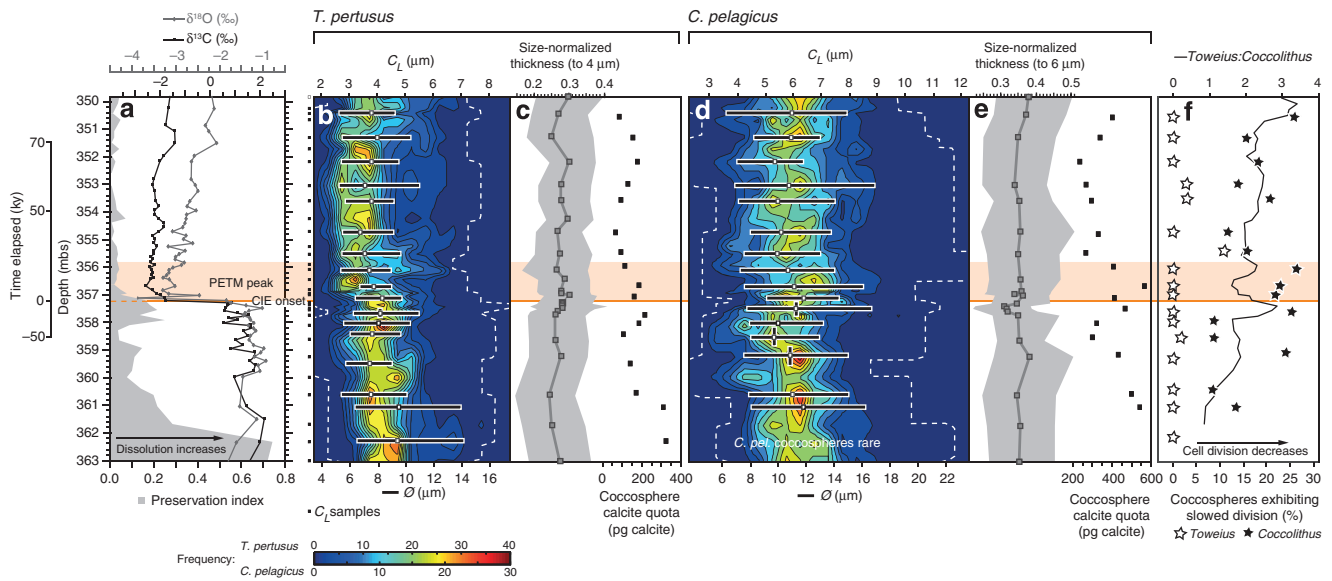 T. pertusus
C. pelagicus
δ18O (‰)
δ13C (‰)
−4 −3 −2 −1
−4 −2 0 2
CL (μm)
2 3 4 5 6 7 8
Size-normalized
thickness (to 4 μm)
0.2 0.25 0.3 0.4
CL (μm)
3 4 5 6 7 8 9 11 12
Size-normalized
thickness (to 6 μm)
0.3 0.4 0.5
—Toweius:Coccolithus
0 1 2 3 4
a
b
c
d
e
f
Time elapsed (ky)
70
50
0
−50
Depth (mbs)
350
351
352
353
354
355
356
357
358
359
360
361
362
363
PETM peak
CIE onset
Dissolution increases
C. pel. coccospheres rare
Cell division decreases
0.0 0.2 0.4 0.6 0.8
Preservation index
4 6 8 10 12 14 16 18
Ø (μm)
CL samples
0 200 400
Coccosphere
calcite quota
(pg calcite)
6 8 10 12 14 16 18 22
Ø (μm)
200 400 600
Coccosphere
calcite quota
(pg calcite)
0 5 10 15 20 25 30
Coccospheres exhibiting
slowed division (%)
Toweius Coccolithus
Frequency:
T. pertusus
0 10 20 30 40
C. pelagicus
0 10 20 30